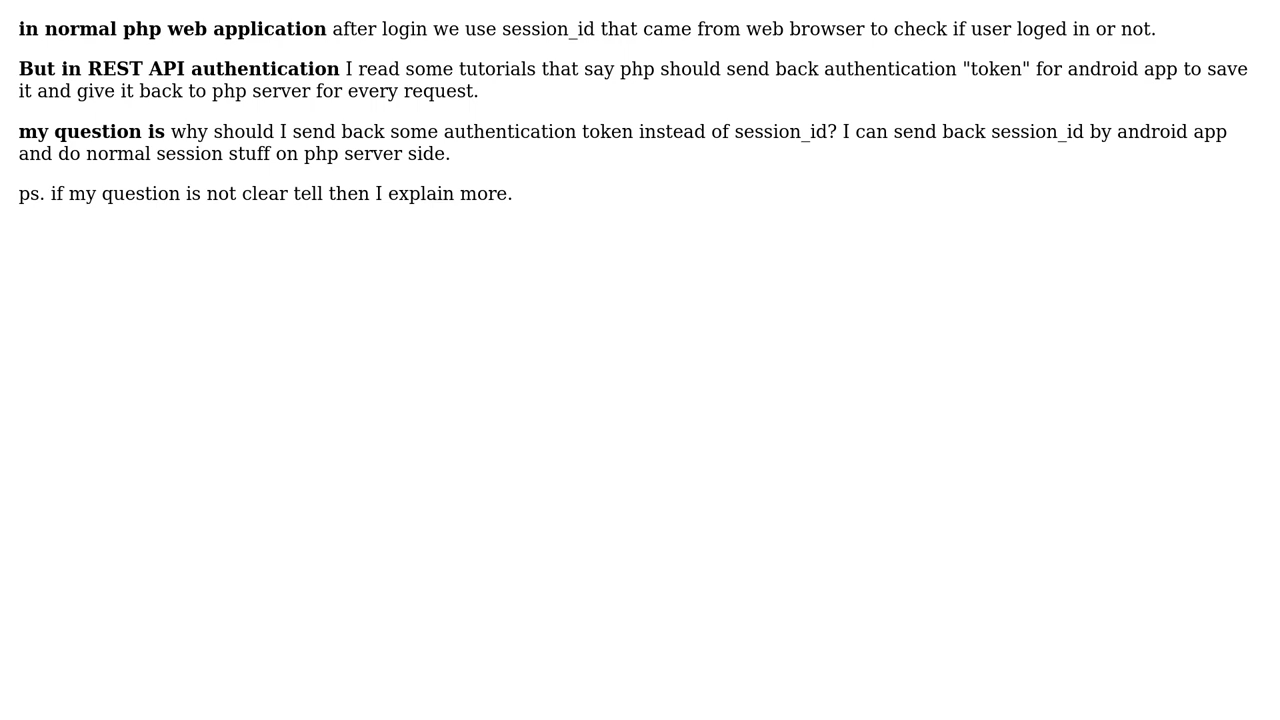 in normal php web application after login we use session_id that came from web browser to check if user loged in or not.
But in REST API authentication I read some tutorials that say php should send back authentication "token" for android app to save
it and give it back to php server for every request.
my question is why should I send back some authentication token instead of session_id? I can send back session_id by android app
and do normal session stuff on php server side.
ps. if my question is not clear tell then I explain more.